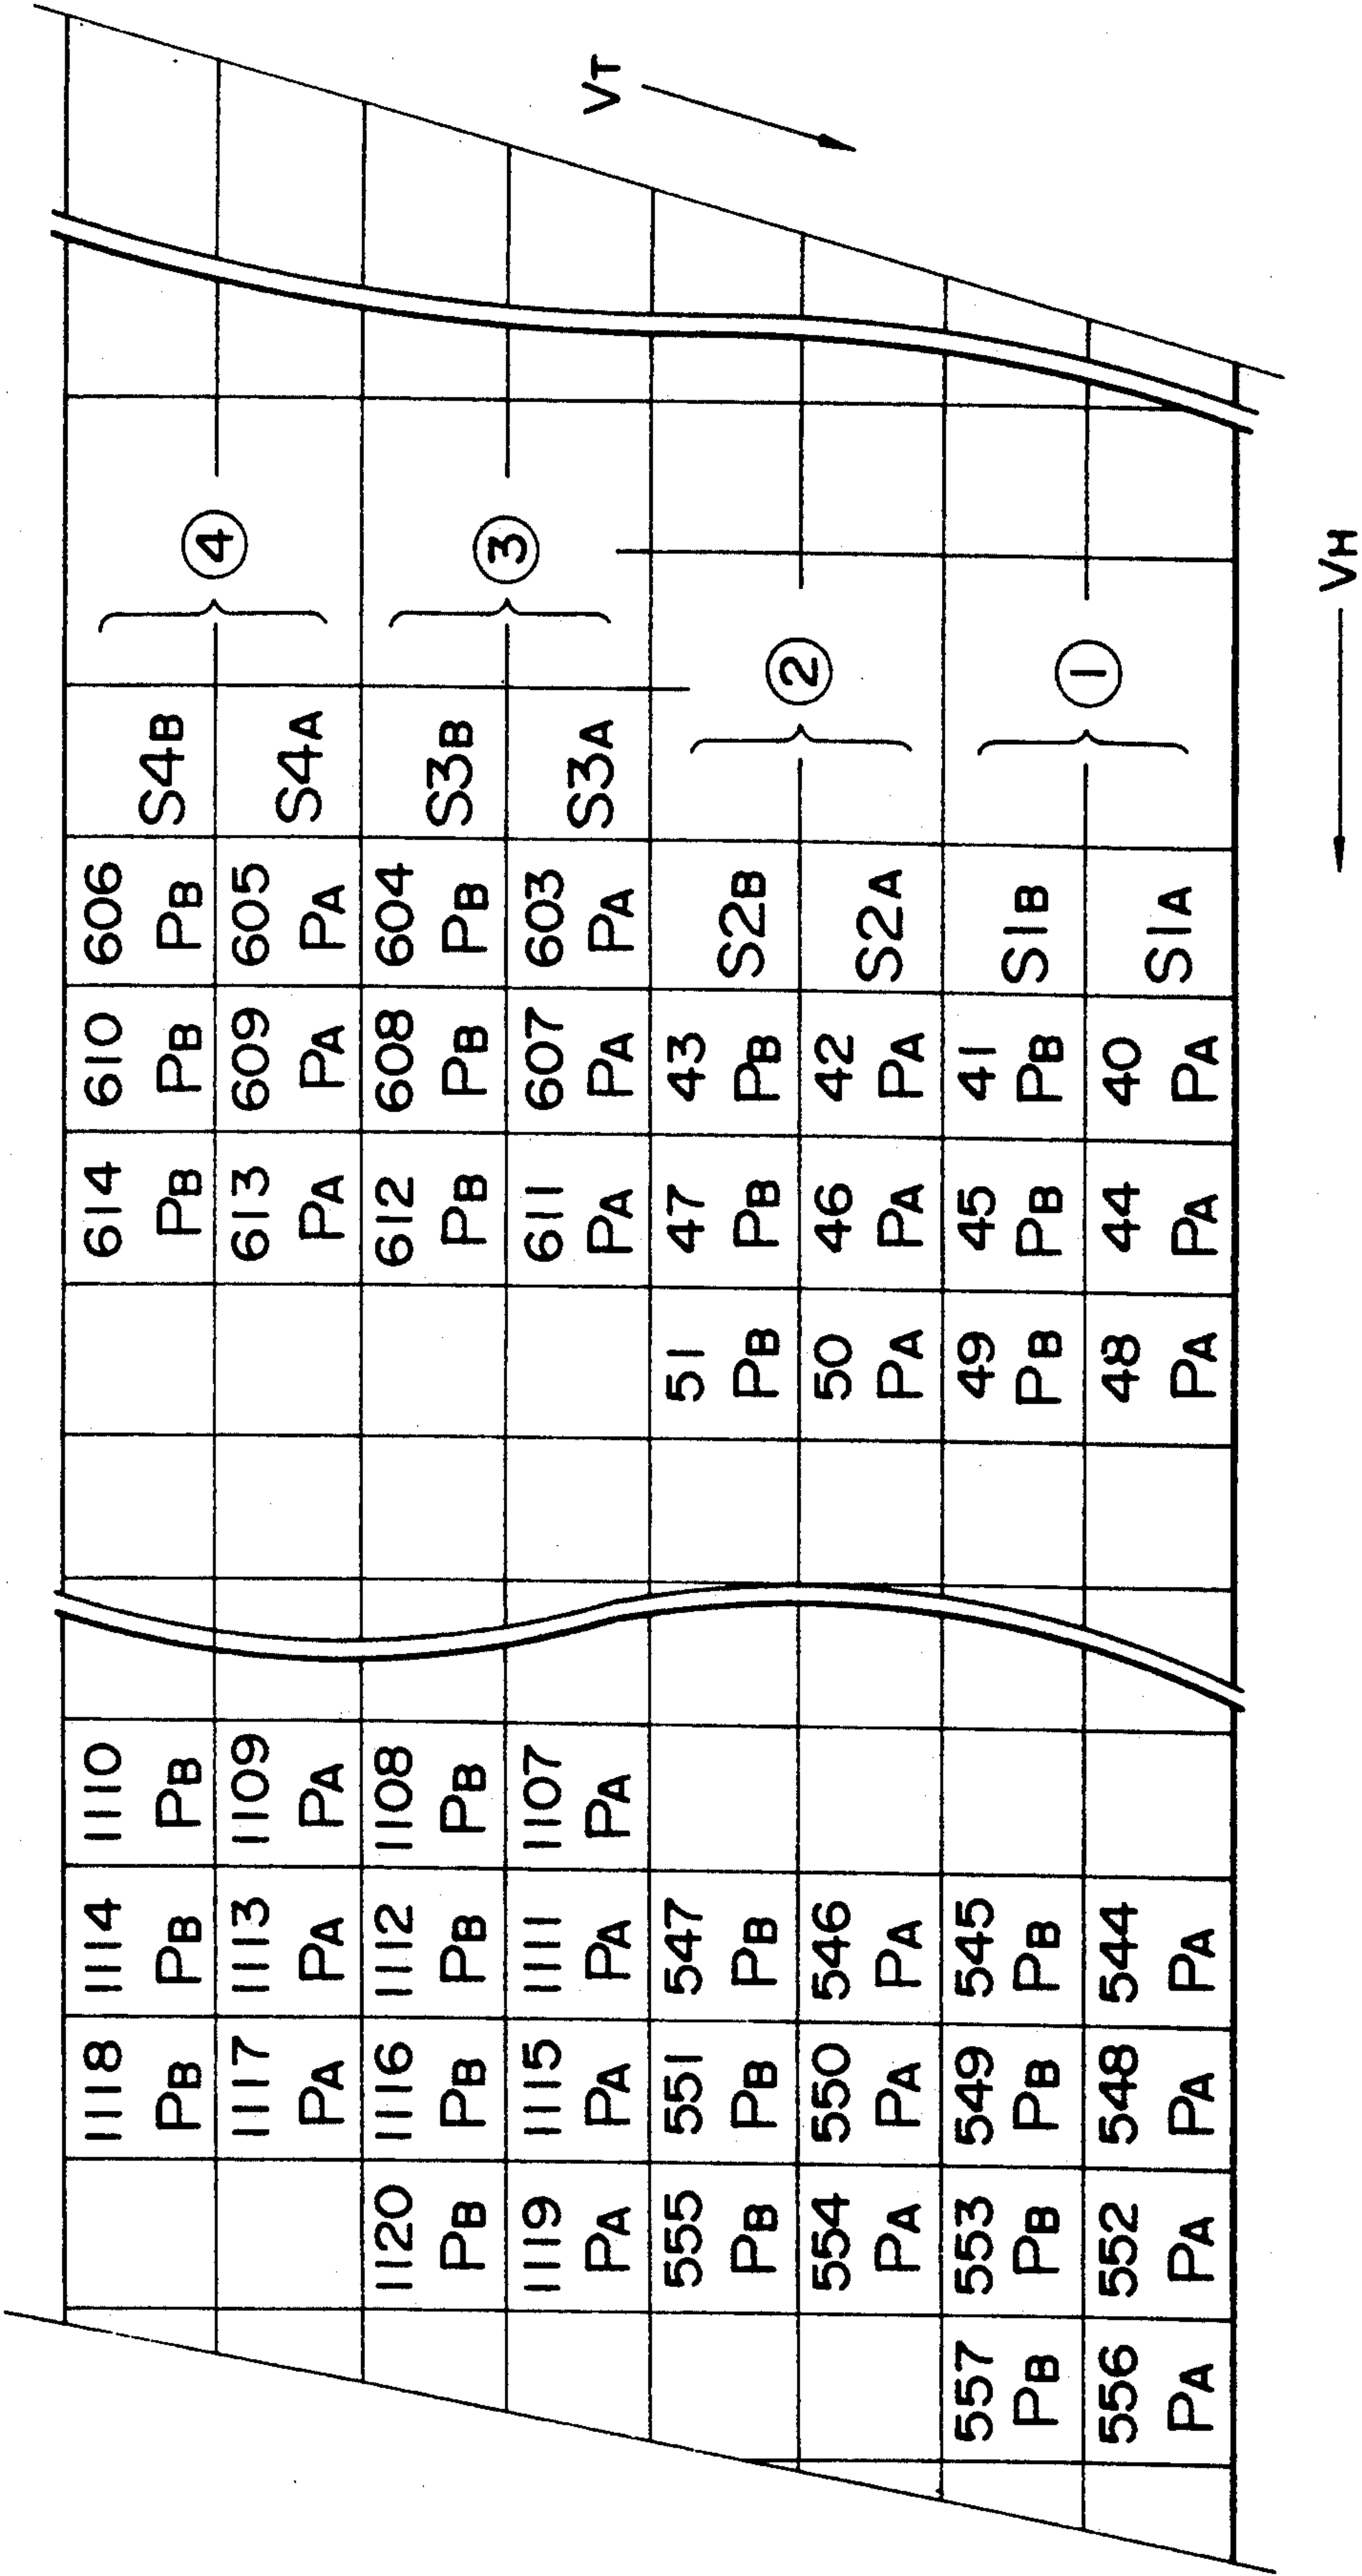 1118 1114 1110 614 610 606
PB PB PB PB PB PB S4B
④
1117 1113 1109 613 609 605
PA PA PA PA PA PA S4A
1120 1116 1112 1108 612 608 604
PB PB PB PB PB PB PB S3B
③
1119 1115 1111 1107 611 607 603
PA PA PA PA PA PA PA S3A
VT
555 551 547 51 47 43
PB PB PB PB PB PB S2B
②
554 550 546 50 46 42
PA PA PA PA PA PA S2A
557 553 549 545 49 45 41
PB PB PB PB PB PB PB S1B
①
556 552 548 544 48 44 40
PA PA PA PA PA PA PA S1A
VH